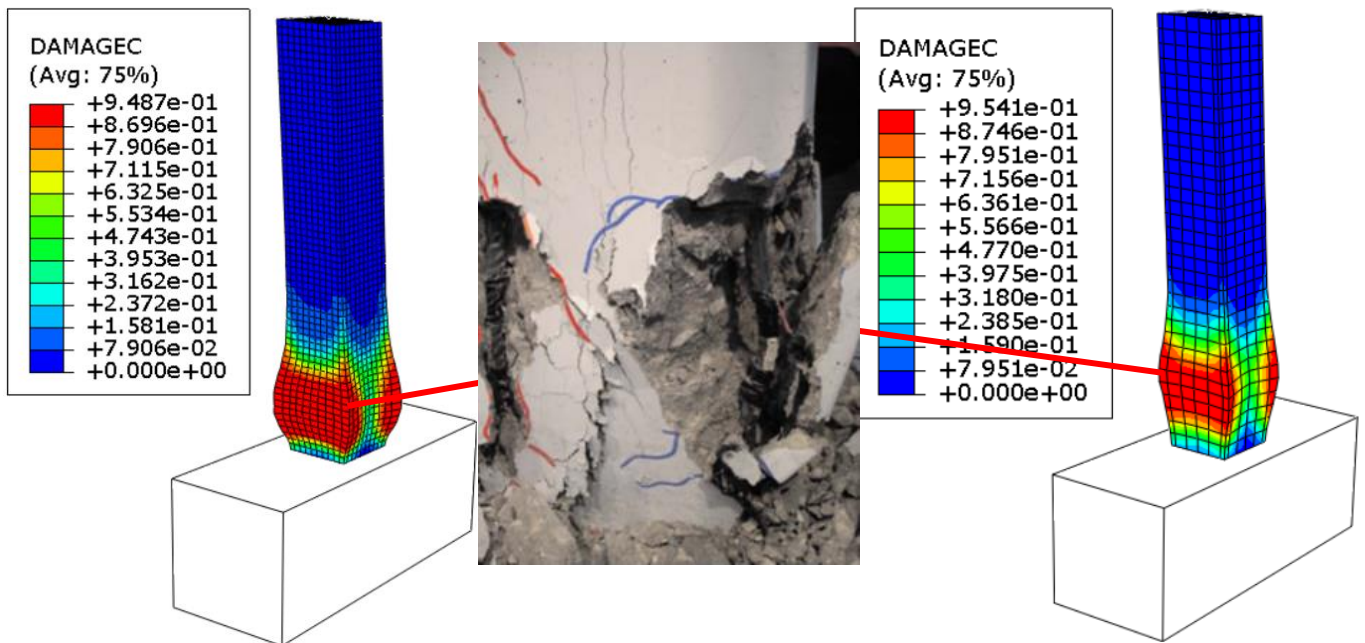 DAMAGEC
(Avg: 75%)
+9.487e-01
+8.696e-01
+7.906e-01
+7.115e-01
+6.325e-01
+5.534e-01
+4.743e-01
+3.953e-01
+3.162e-01
+2.372e-01
+1.581e-01
+7.906e-02
+0.000e+00
DAMAGEC
(Avg: 75%)
+9.541e-01
+8.746e-01
+7.951e-01
+7.156e-01
+6.361e-01
+5.566e-01
+4.770e-01
+3.975e-01
+3.180e-01
+2.385e-01
+1.590e-01
+7.951e-02
+0.000e+00